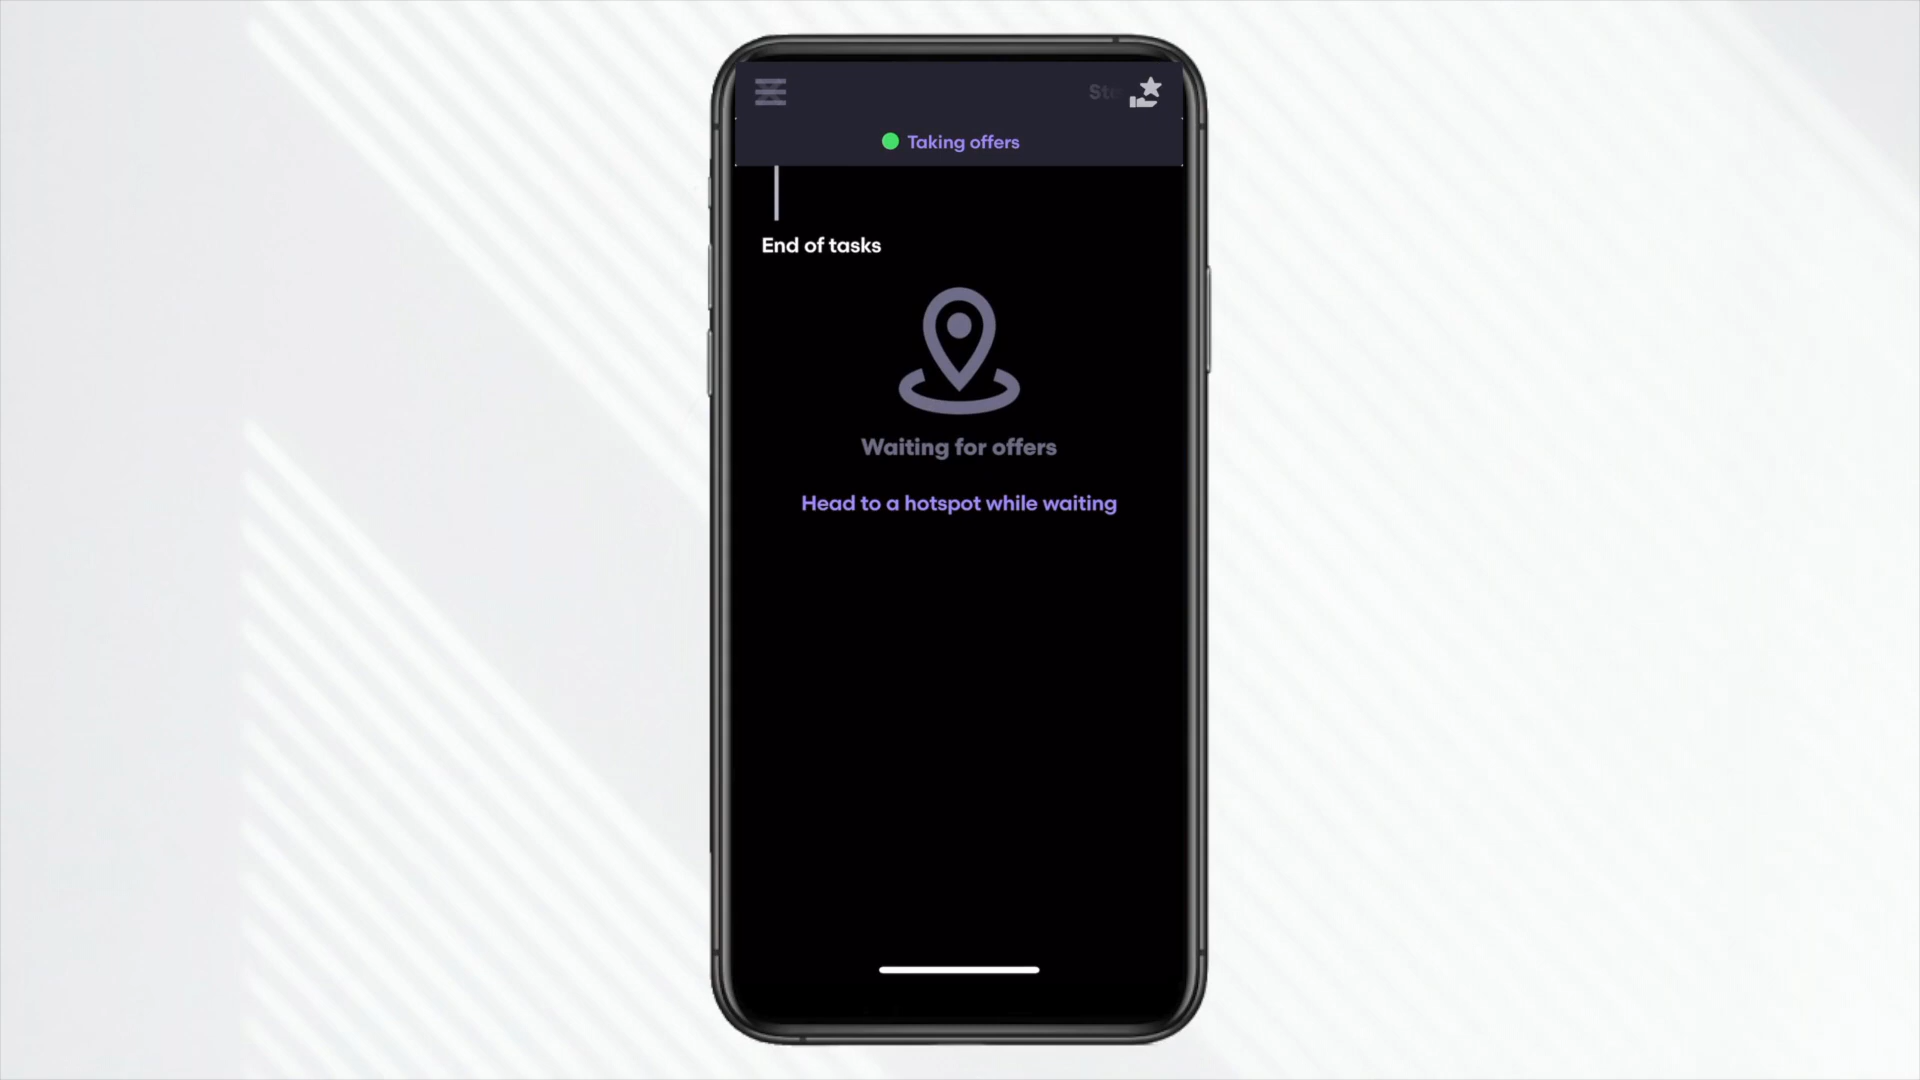 Taking offers
End of tasks
Waiting for offers
Head to a hotspot while waiting